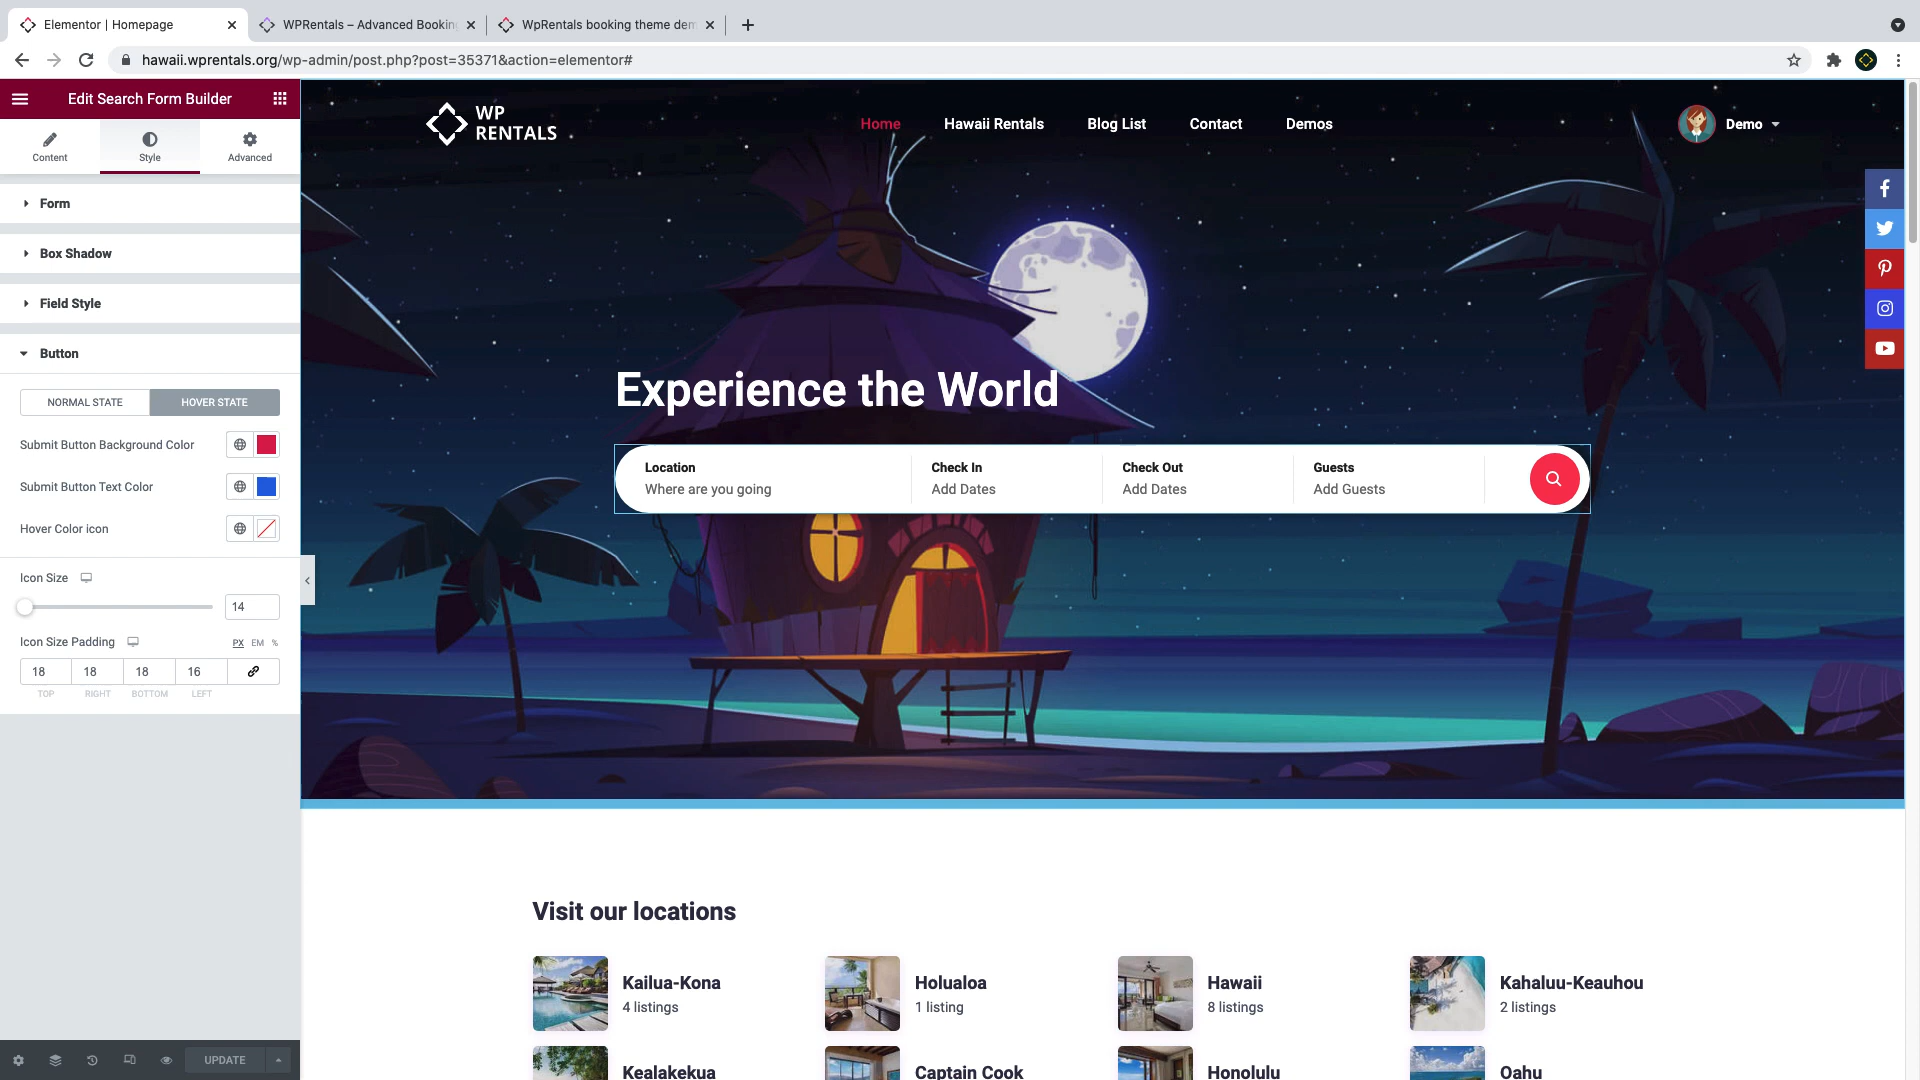 Elementor | Homepage
WPRentals – Advanced Booking
WpRentals booking theme dem
hawaii.wprentals.org/wp-admin/post.php?post=35371&action=elementor#
Edit Search Form Builder
Content
Style
Advanced
Form
Box Shadow
Field Style
Button
NORMAL STATE
HOVER STATE
Submit Button Background Color
Submit Button Text Color
Hover Color icon
Icon Size
14
Icon Size Padding
PX EM %
18 18 18 16
TOP RIGHT BOTTOM LEFT
UPDATE
WP
RENTALS
Home
Hawaii Rentals
Blog List
Contact
Demos
Demo
Experience the World
Location
Where are you going
Check In
Add Dates
Check Out
Add Dates
Guests
Add Guests
Visit our locations
Kailua-Kona
4 listings
Holualoa
1 listing
Hawaii
8 listings
Kahaluu-Keauhou
2 listings
Kealakekua
Captain Cook
Honolulu
Oahu